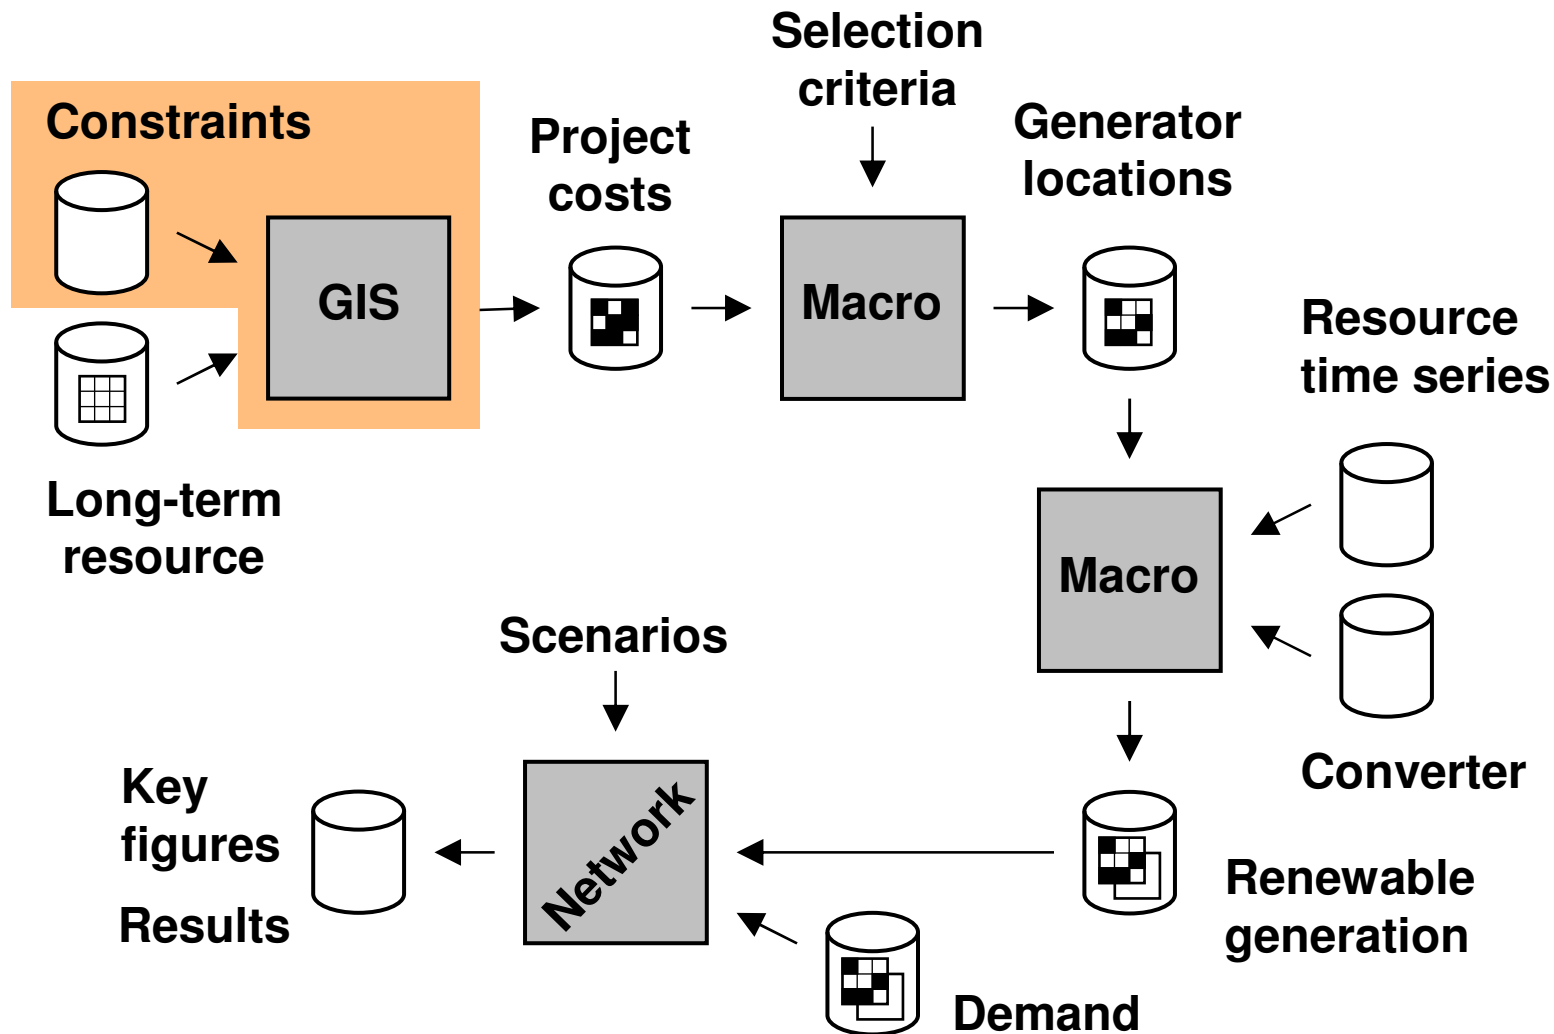 Selection
criteria
Constraints
Project
costs
Generator
locations
GIS
Macro
Resource
time series
Long-term
resource
Macro
Scenarios
Converter
Key
figures
Results
Network
Renewable
generation
Demand